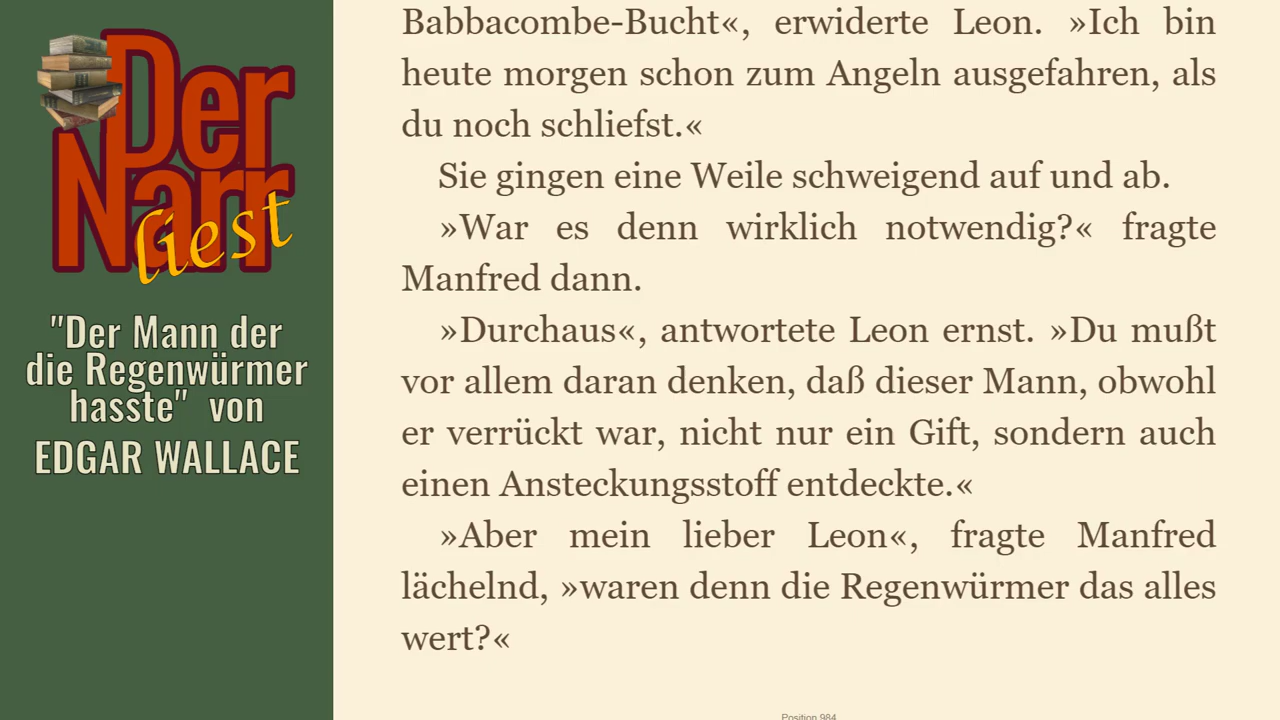 Der
Narr
liest
"Der Mann der
die Regenwürmer
hasste" von
EDGAR WALLACE
Babbacombe-Bucht«, erwiderte Leon. »Ich bin
heute morgen schon zum Angeln ausgefahren, als
du noch schliefst.«
Sie gingen eine Weile schweigend auf und ab.
»War es denn wirklich notwendig?« fragte
Manfred dann.
»Durchaus«, antwortete Leon ernst. »Du mußt
vor allem daran denken, daß dieser Mann, obwohl
er verrückt war, nicht nur ein Gift, sondern auch
einen Ansteckungsstoff entdeckte.«
»Aber mein lieber Leon«, fragte Manfred
lächelnd, »waren denn die Regenwürmer das alles
wert?«
Position 984